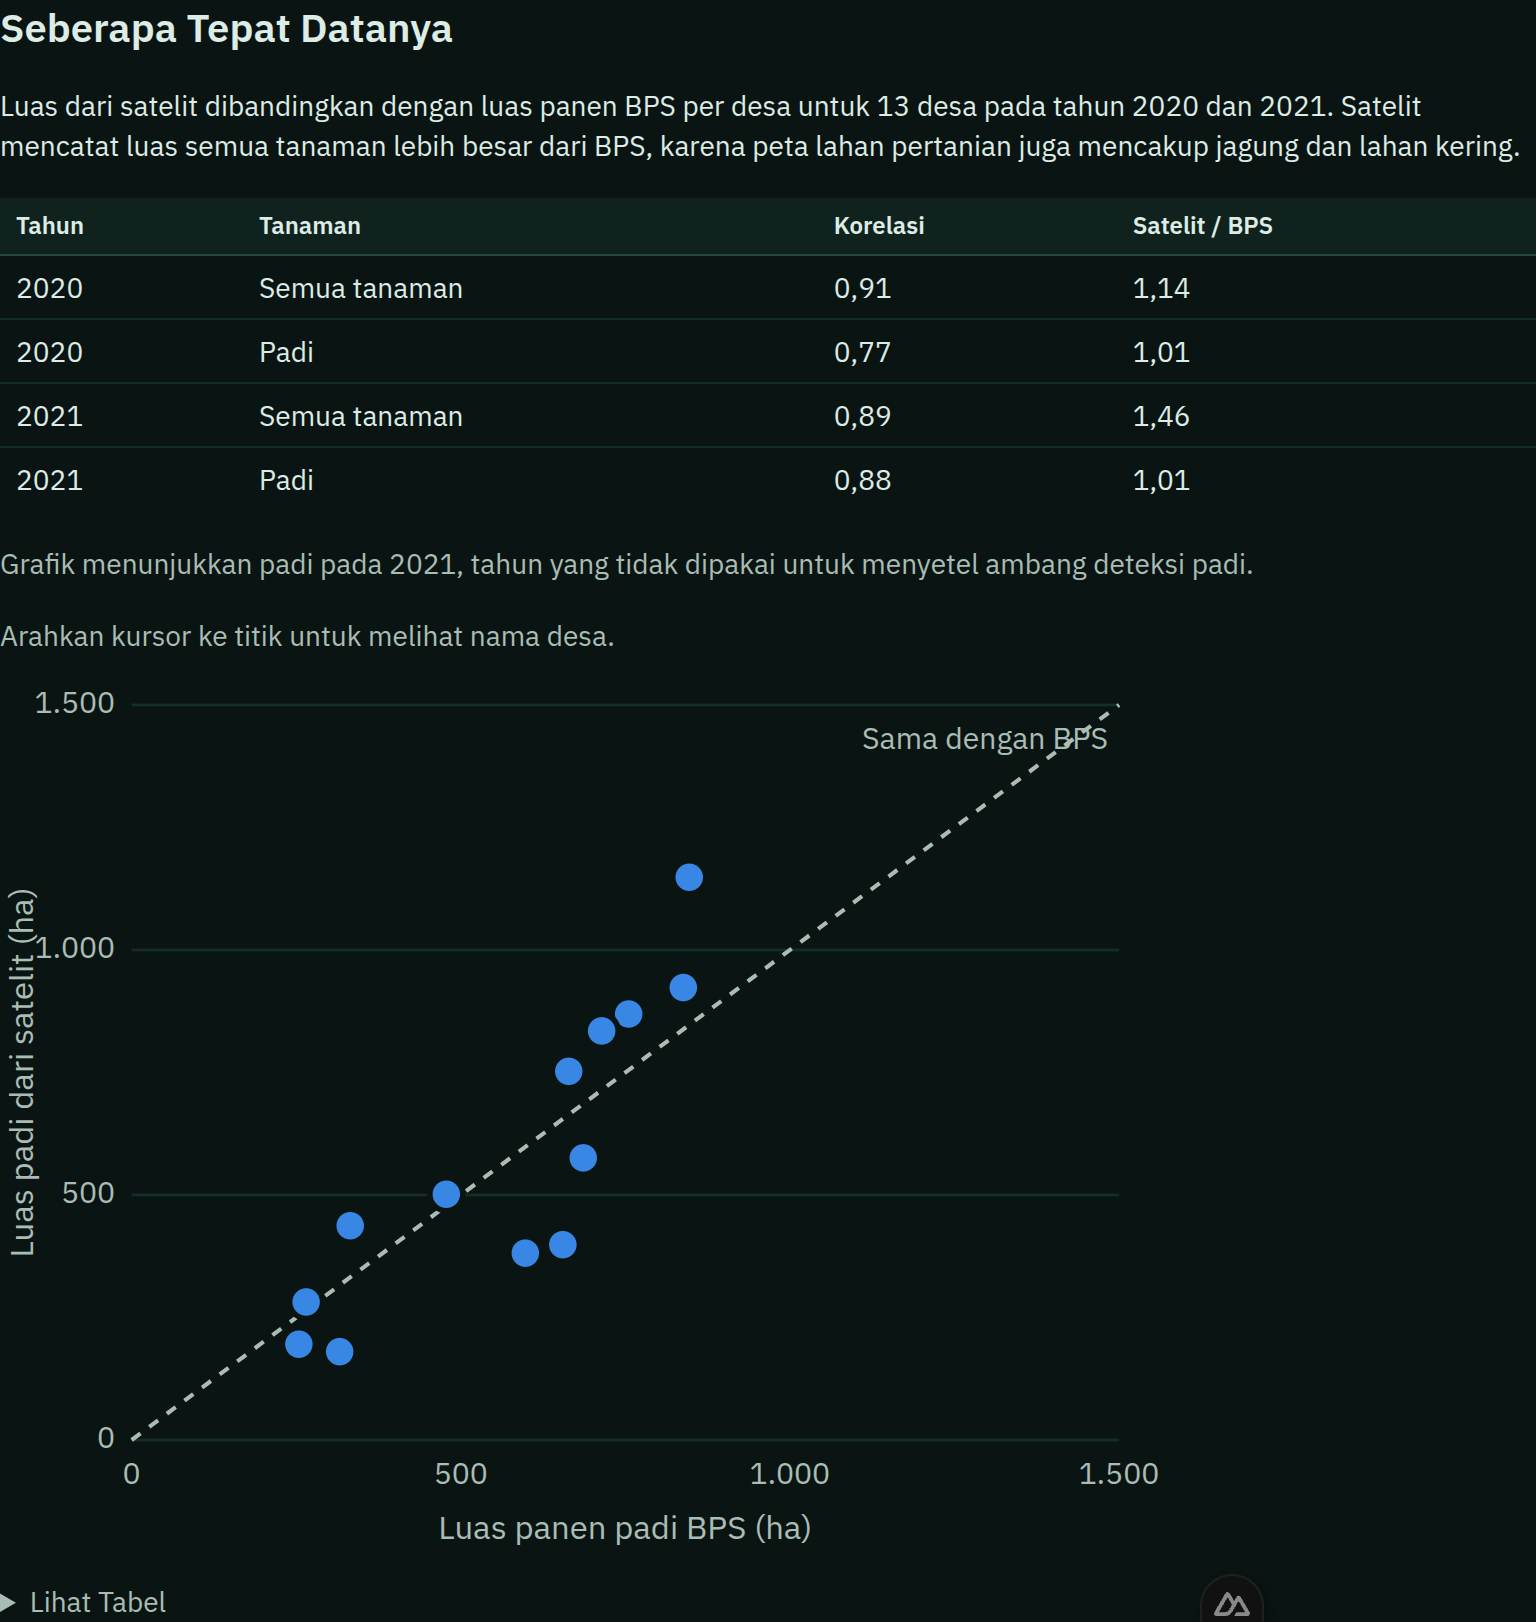 Seberapa Tepat Datanya
Luas dari satelit dibandingkan dengan luas panen BPS per desa untuk 13 desa pada tahun 2020 dan 2021. Satelit
mencatat luas semua tanaman lebih besar dari BPS, karena peta lahan pertanian juga mencakup jagung dan lahan kering.
Tahun Tanaman Korelasi Satelit / BPS
2020 Semua tanaman 0,91 1,14
2020 Padi 0,77 1,01
2021 Semua tanaman 0,89 1,46
2021 Padi 0,88 1,01
Grafik menunjukkan padi pada 2021, tahun yang tidak dipakai untuk menyetel ambang deteksi padi.
Arahkan kursor ke titik untuk melihat nama desa.
1.500
Sama dengan BPS
1.000
500
0
Luas padi dari satelit (ha)
0 500 1.000 1.500
Luas panen padi BPS (ha)
Lihat Tabel